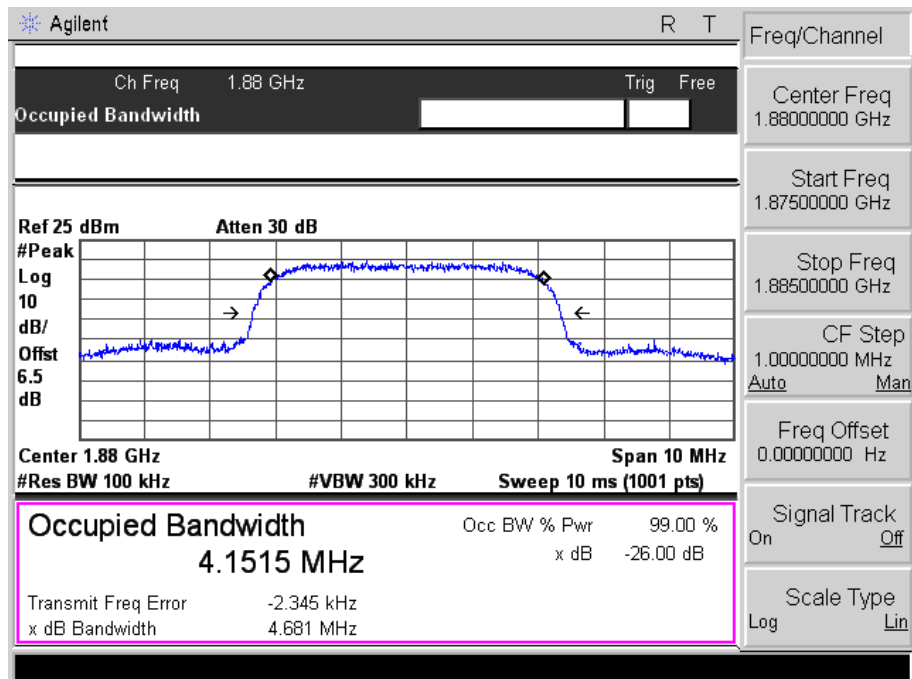 Agilent R T
Ch Freq 1.88 GHz Trig Free
Occupied Bandwidth
Ref 25 dBm Atten 30 dB
#Peak
Log
10
dB/
Offst
6.5
dB
Center 1.88 GHz Span 10 MHz
#Res BW 100 kHz #VBW 300 kHz Sweep 10 ms (1001 pts)
Occupied Bandwidth Occ BW % Pwr 99.00 %
4.1515 MHz x dB -26.00 dB
Transmit Freq Error -2.345 kHz
x dB Bandwidth 4.681 MHz
Freq/Channel
Center Freq
1.88000000 GHz
Start Freq
1.87500000 GHz
Stop Freq
1.88500000 GHz
CF Step
1.00000000 MHz
Auto Man
Freq Offset
0.00000000 Hz
Signal Track
On Off
Scale Type
Log Lin